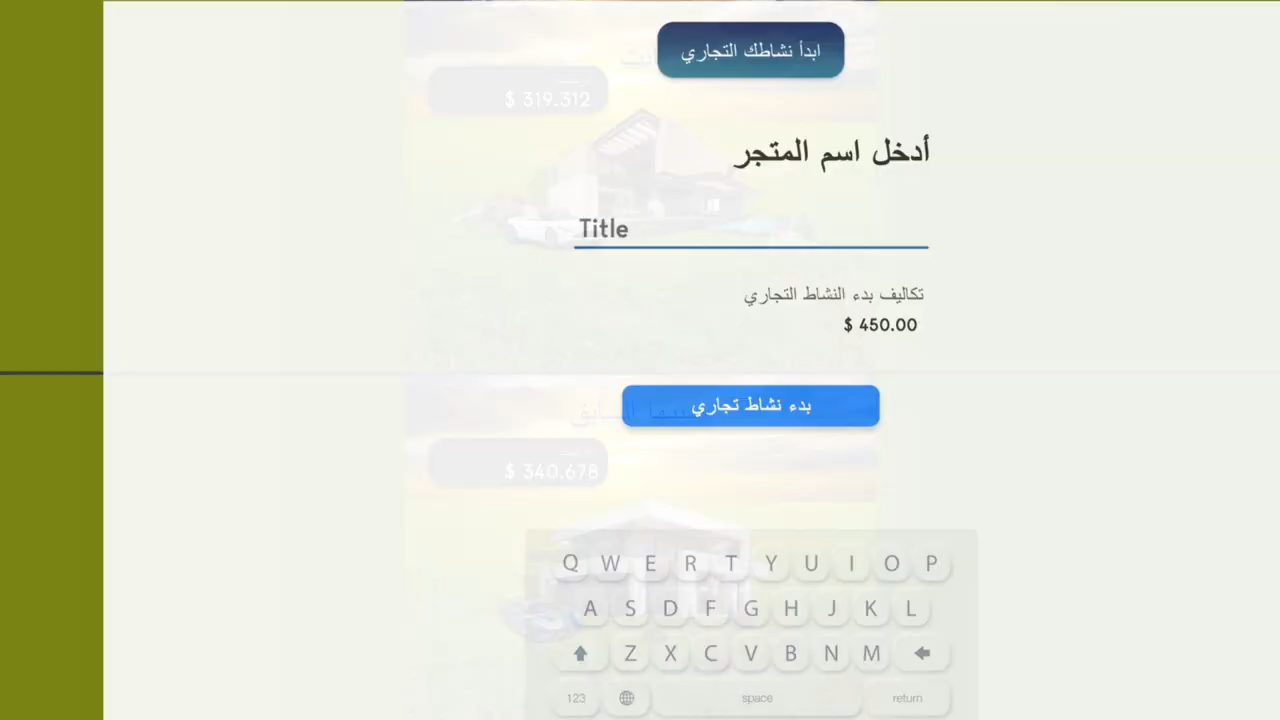 ابدأ نشاطك التجاري
$ 319.312
أدخل اسم المتجر
Title
تكاليف بدء النشاط التجاري
$ 450.00
بدء نشاط تجاري
$ 340,678
Q W E R T Y U I O P
A S D F G H J K L
Z X C V B N M
123 space return